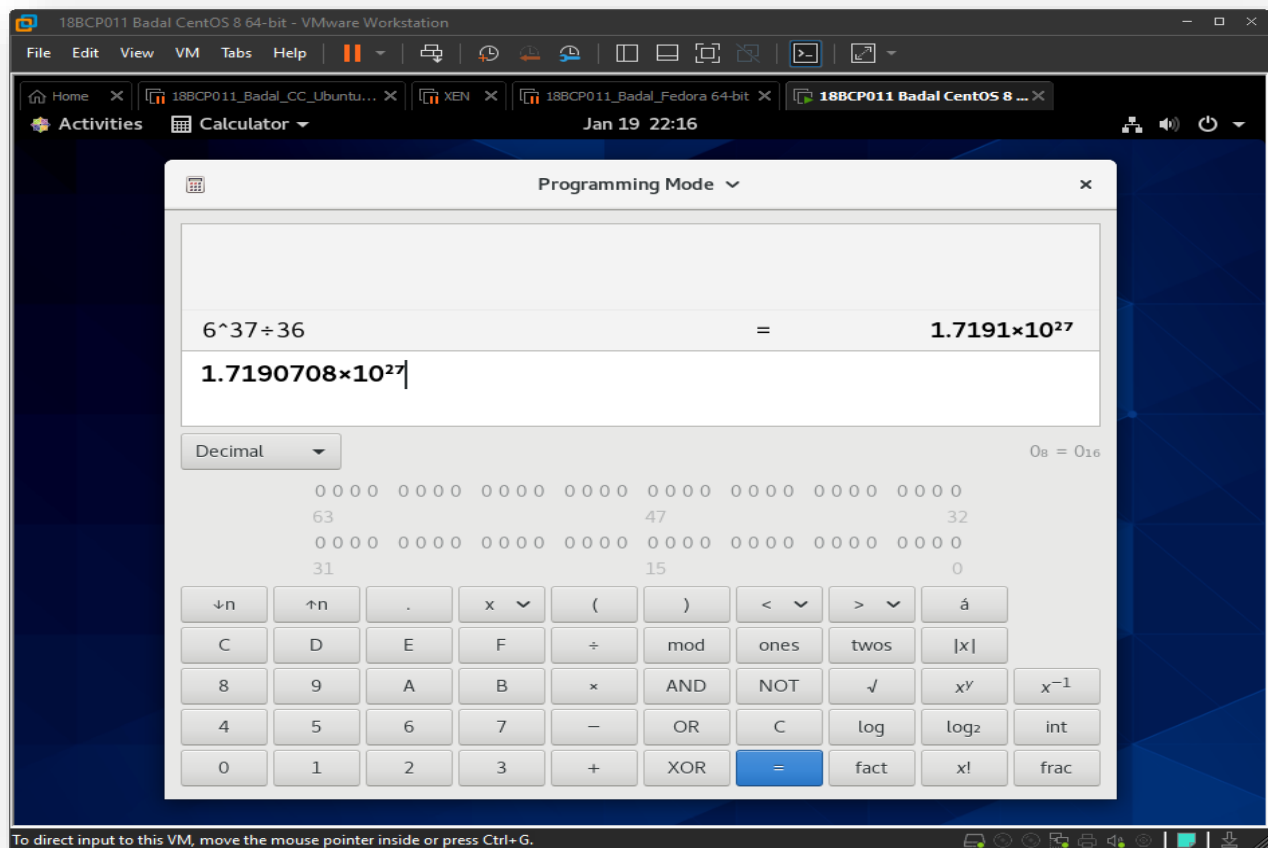 18BCP011 Badal CentOS 8 64-bit - VMware Workstation
File Edit View VM Tabs Help
Home 18BCP011_Badal_CC_Ubuntu... XEN 18BCP011_Badal_Fedora 64-bit 18BCP011 Badal CentOS 8 ...
Activities Calculator Jan 19 22:16
Programming Mode
6^37÷36 = 1.7191×10²⁷
1.7190708×10²⁷
Decimal 0₈ = 0₁₆
0000 0000 0000 0000 0000 0000 0000 0000
63 47 32
0000 0000 0000 0000 0000 0000 0000 0000
31 15 0
↓n ↑n . x ( ) < > á
C D E F ÷ mod ones twos |x|
8 9 A B × AND NOT √ xʸ x⁻¹
4 5 6 7 − OR C log log₂ int
0 1 2 3 + XOR = fact x! frac
To direct input to this VM, move the mouse pointer inside or press Ctrl+G.